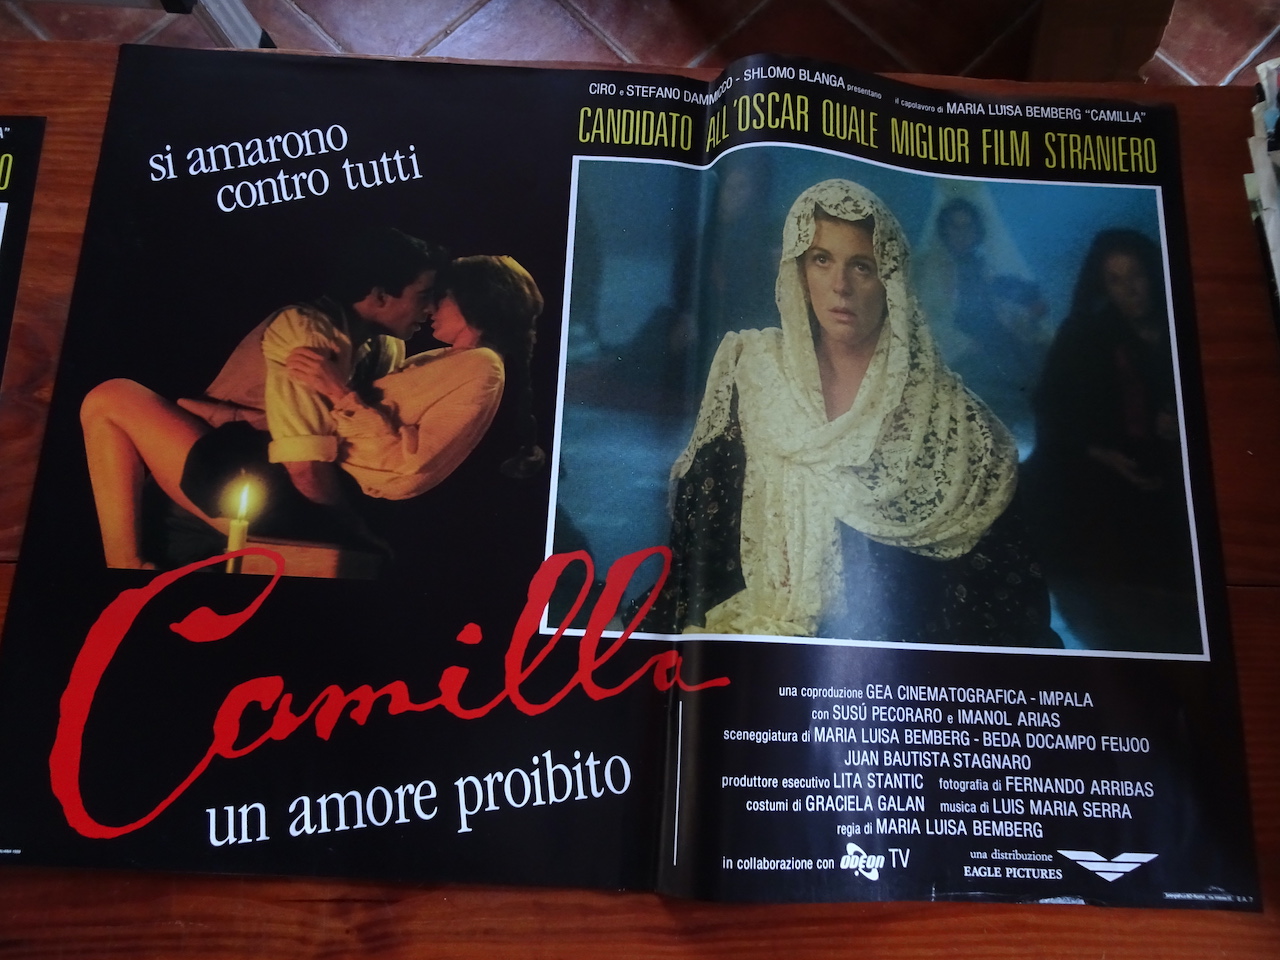 si amarono
contro tutti
Camilla
un amore proibito
CIRO e STEFANO DAMMICCO - SHLOMO BLANGA presentano il capolavoro di MARIA LUISA BEMBERG "CAMILLA"
CANDIDATO ALL'OSCAR QUALE MIGLIOR FILM STRANIERO
una coproduzione GEA CINEMATOGRAFICA - IMPALA
con SUSÚ PECORARO e IMANOL ARIAS
sceneggiatura di MARIA LUISA BEMBERG - BEDA DOCAMPO FEIJOO
JUAN BAUTISTA STAGNARO
produttore esecutivo LITA STANTIC fotografia di FERNANDO ARRIBAS
costumi di GRACIELA GALAN musica di LUIS MARIA SERRA
regia di MARIA LUISA BEMBERG
in collaborazione con ODEON TV
una distribuzione
EAGLE PICTURES